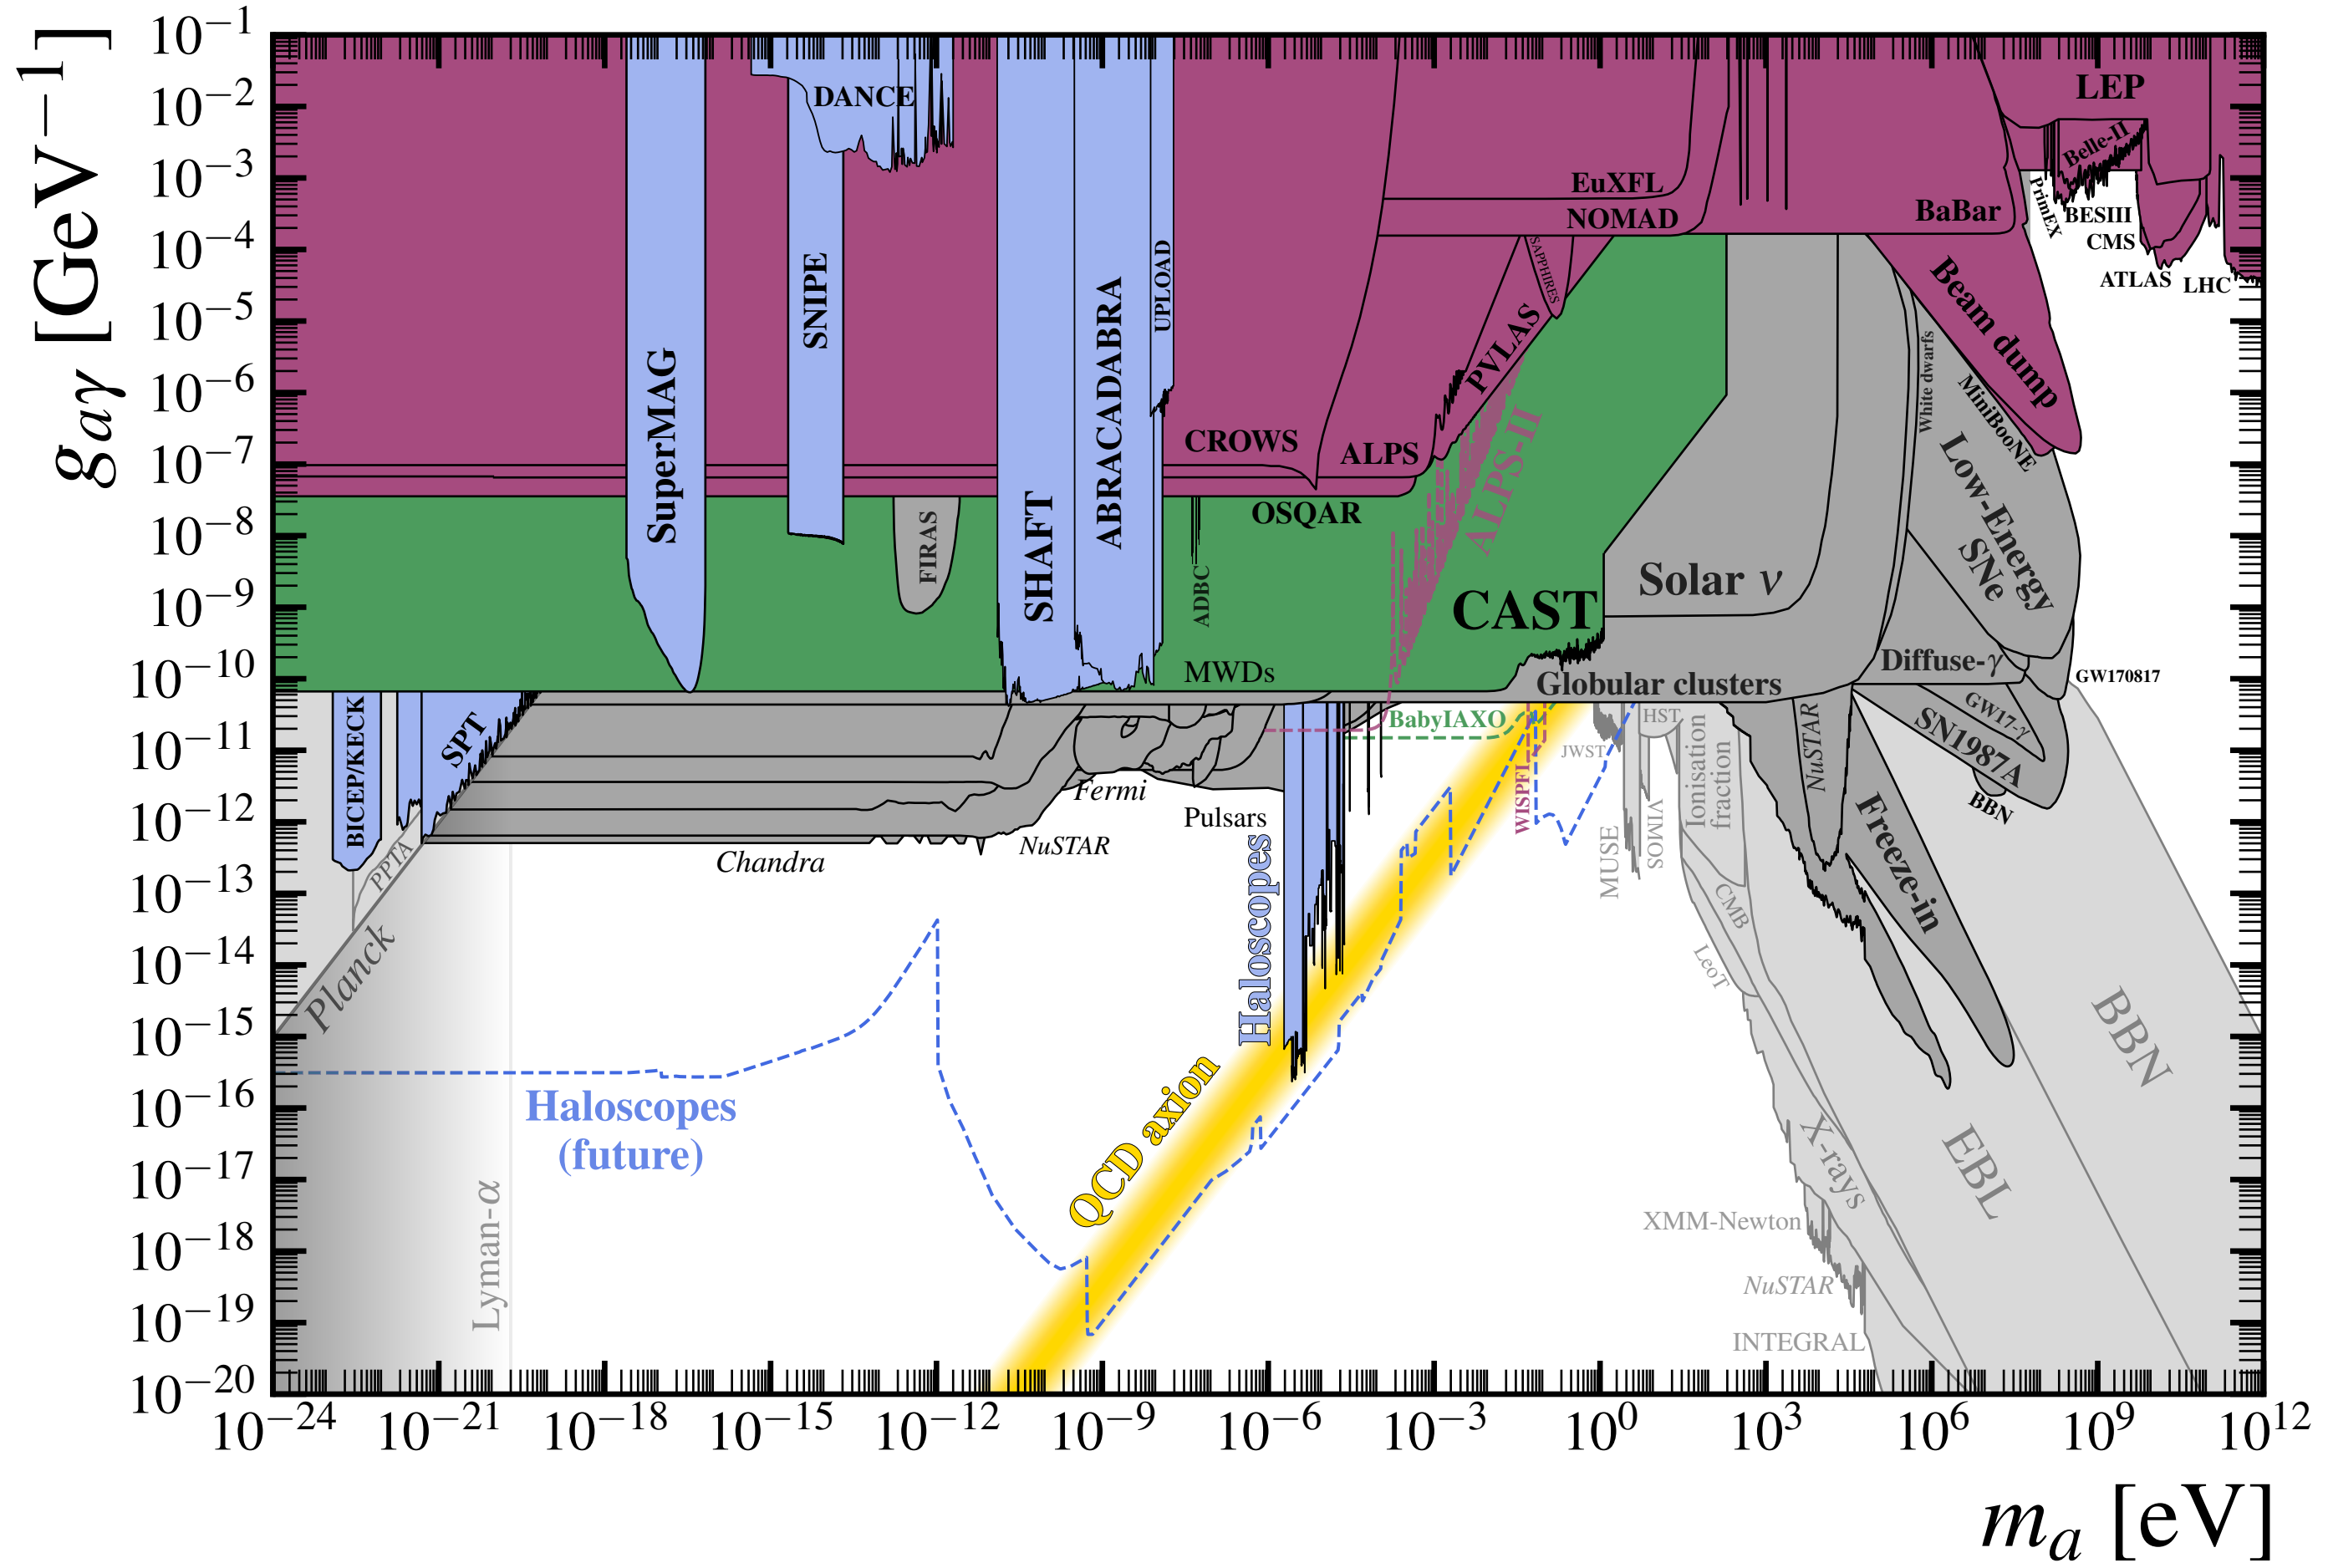 g_{aγ} [GeV^{−1}]
10^{−1}
10^{−2}
10^{−3}
10^{−4}
10^{−5}
10^{−6}
10^{−7}
10^{−8}
10^{−9}
10^{−10}
10^{−11}
10^{−12}
10^{−13}
10^{−14}
10^{−15}
10^{−16}
10^{−17}
10^{−18}
10^{−19}
10^{−20}
DANCE
LEP
Belle-II
EuXFL
NOMAD
BaBar
PrimEX
BESIII
CMS
ATLAS
LHC
SuperMAG
SNIPE
SHAFT
ABRACADABRA
UPLOAD
SAPPHIRES
PVLAS
Beam dump
White dwarfs
MiniBooNE
CROWS
ALPS
ALPS-II
OSQAR
FIRAS
ADBC
Low-Energy
SNe
CAST
Solar ν
MWDs
Globular clusters
Diffuse-γ
GW170817
BICEP/KECK
SPT
BabyIAXO
HST
JWST
Ionisation
fraction
NuSTAR
GW17-γ
SN1987A
BBN
Fermi
Pulsars
WISPFI
MUSE
VIMOS
Freeze-in
PPTA
Chandra
NuSTAR
Haloscopes
CMB
LeoT
Planck
BBN
Haloscopes
(future)
QCD axion
X-rays
EBL
Lyman-α
XMM-Newton
NuSTAR
INTEGRAL
10^{−24}
10^{−21}
10^{−18}
10^{−15}
10^{−12}
10^{−9}
10^{−6}
10^{−3}
10^{0}
10^{3}
10^{6}
10^{9}
10^{12}
m_a [eV]